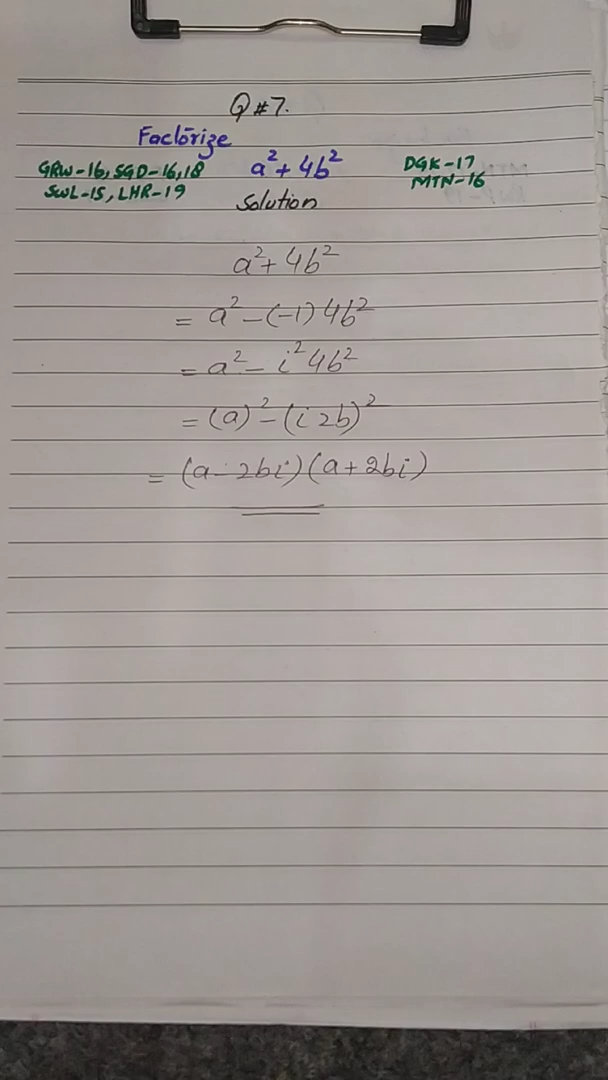 Q#7.
Factorize
GRW-16, SGD-16,18 a²+4b² DGK-17
SWL-15, LHR-19 Solution MTN-16
a²+4b²
= a²-(-1)4b²
= a²-i²4b²
= (a)²-(i2b)²
= (a-2bi)(a+2bi)